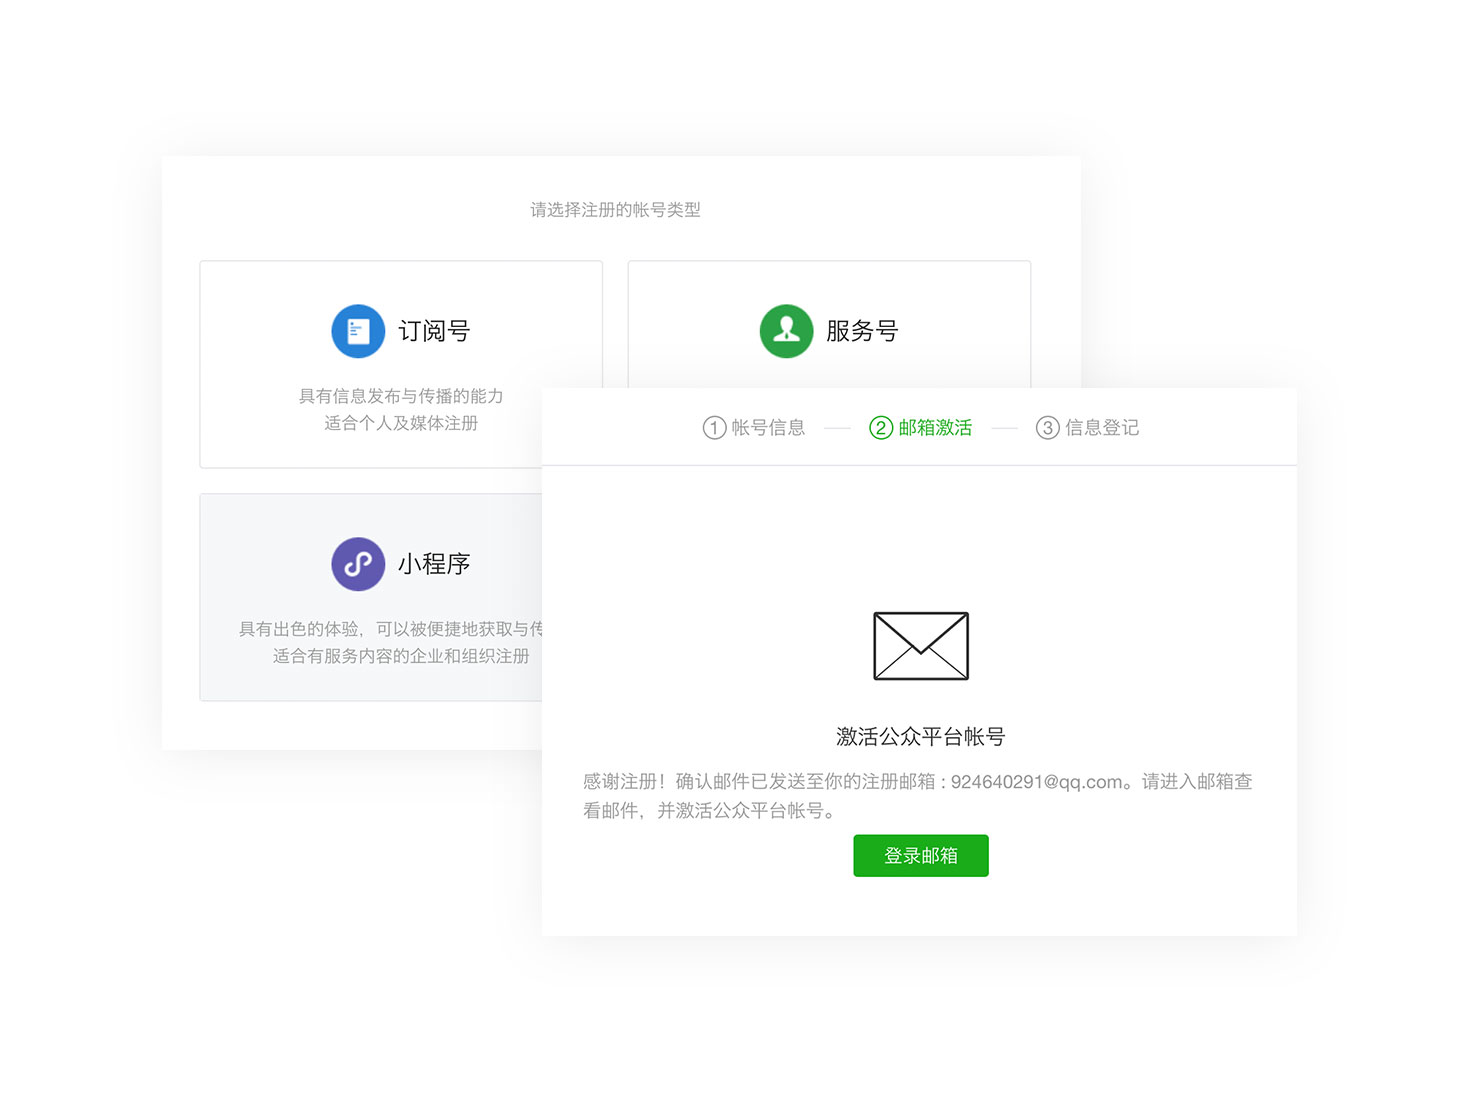 请选择注册的帐号类型
订阅号
具有信息发布与传播的能力
适合个人及媒体注册
服务号
小程序
具有出色的体验，可以被便捷地获取与传
适合有服务内容的企业和组织注册
1 帐号信息 2 邮箱激活 3 信息登记
激活公众平台帐号
感谢注册！确认邮件已发送至你的注册邮箱 : 924640291@qq.com。请进入邮箱查
看邮件，并激活公众平台帐号。
登录邮箱